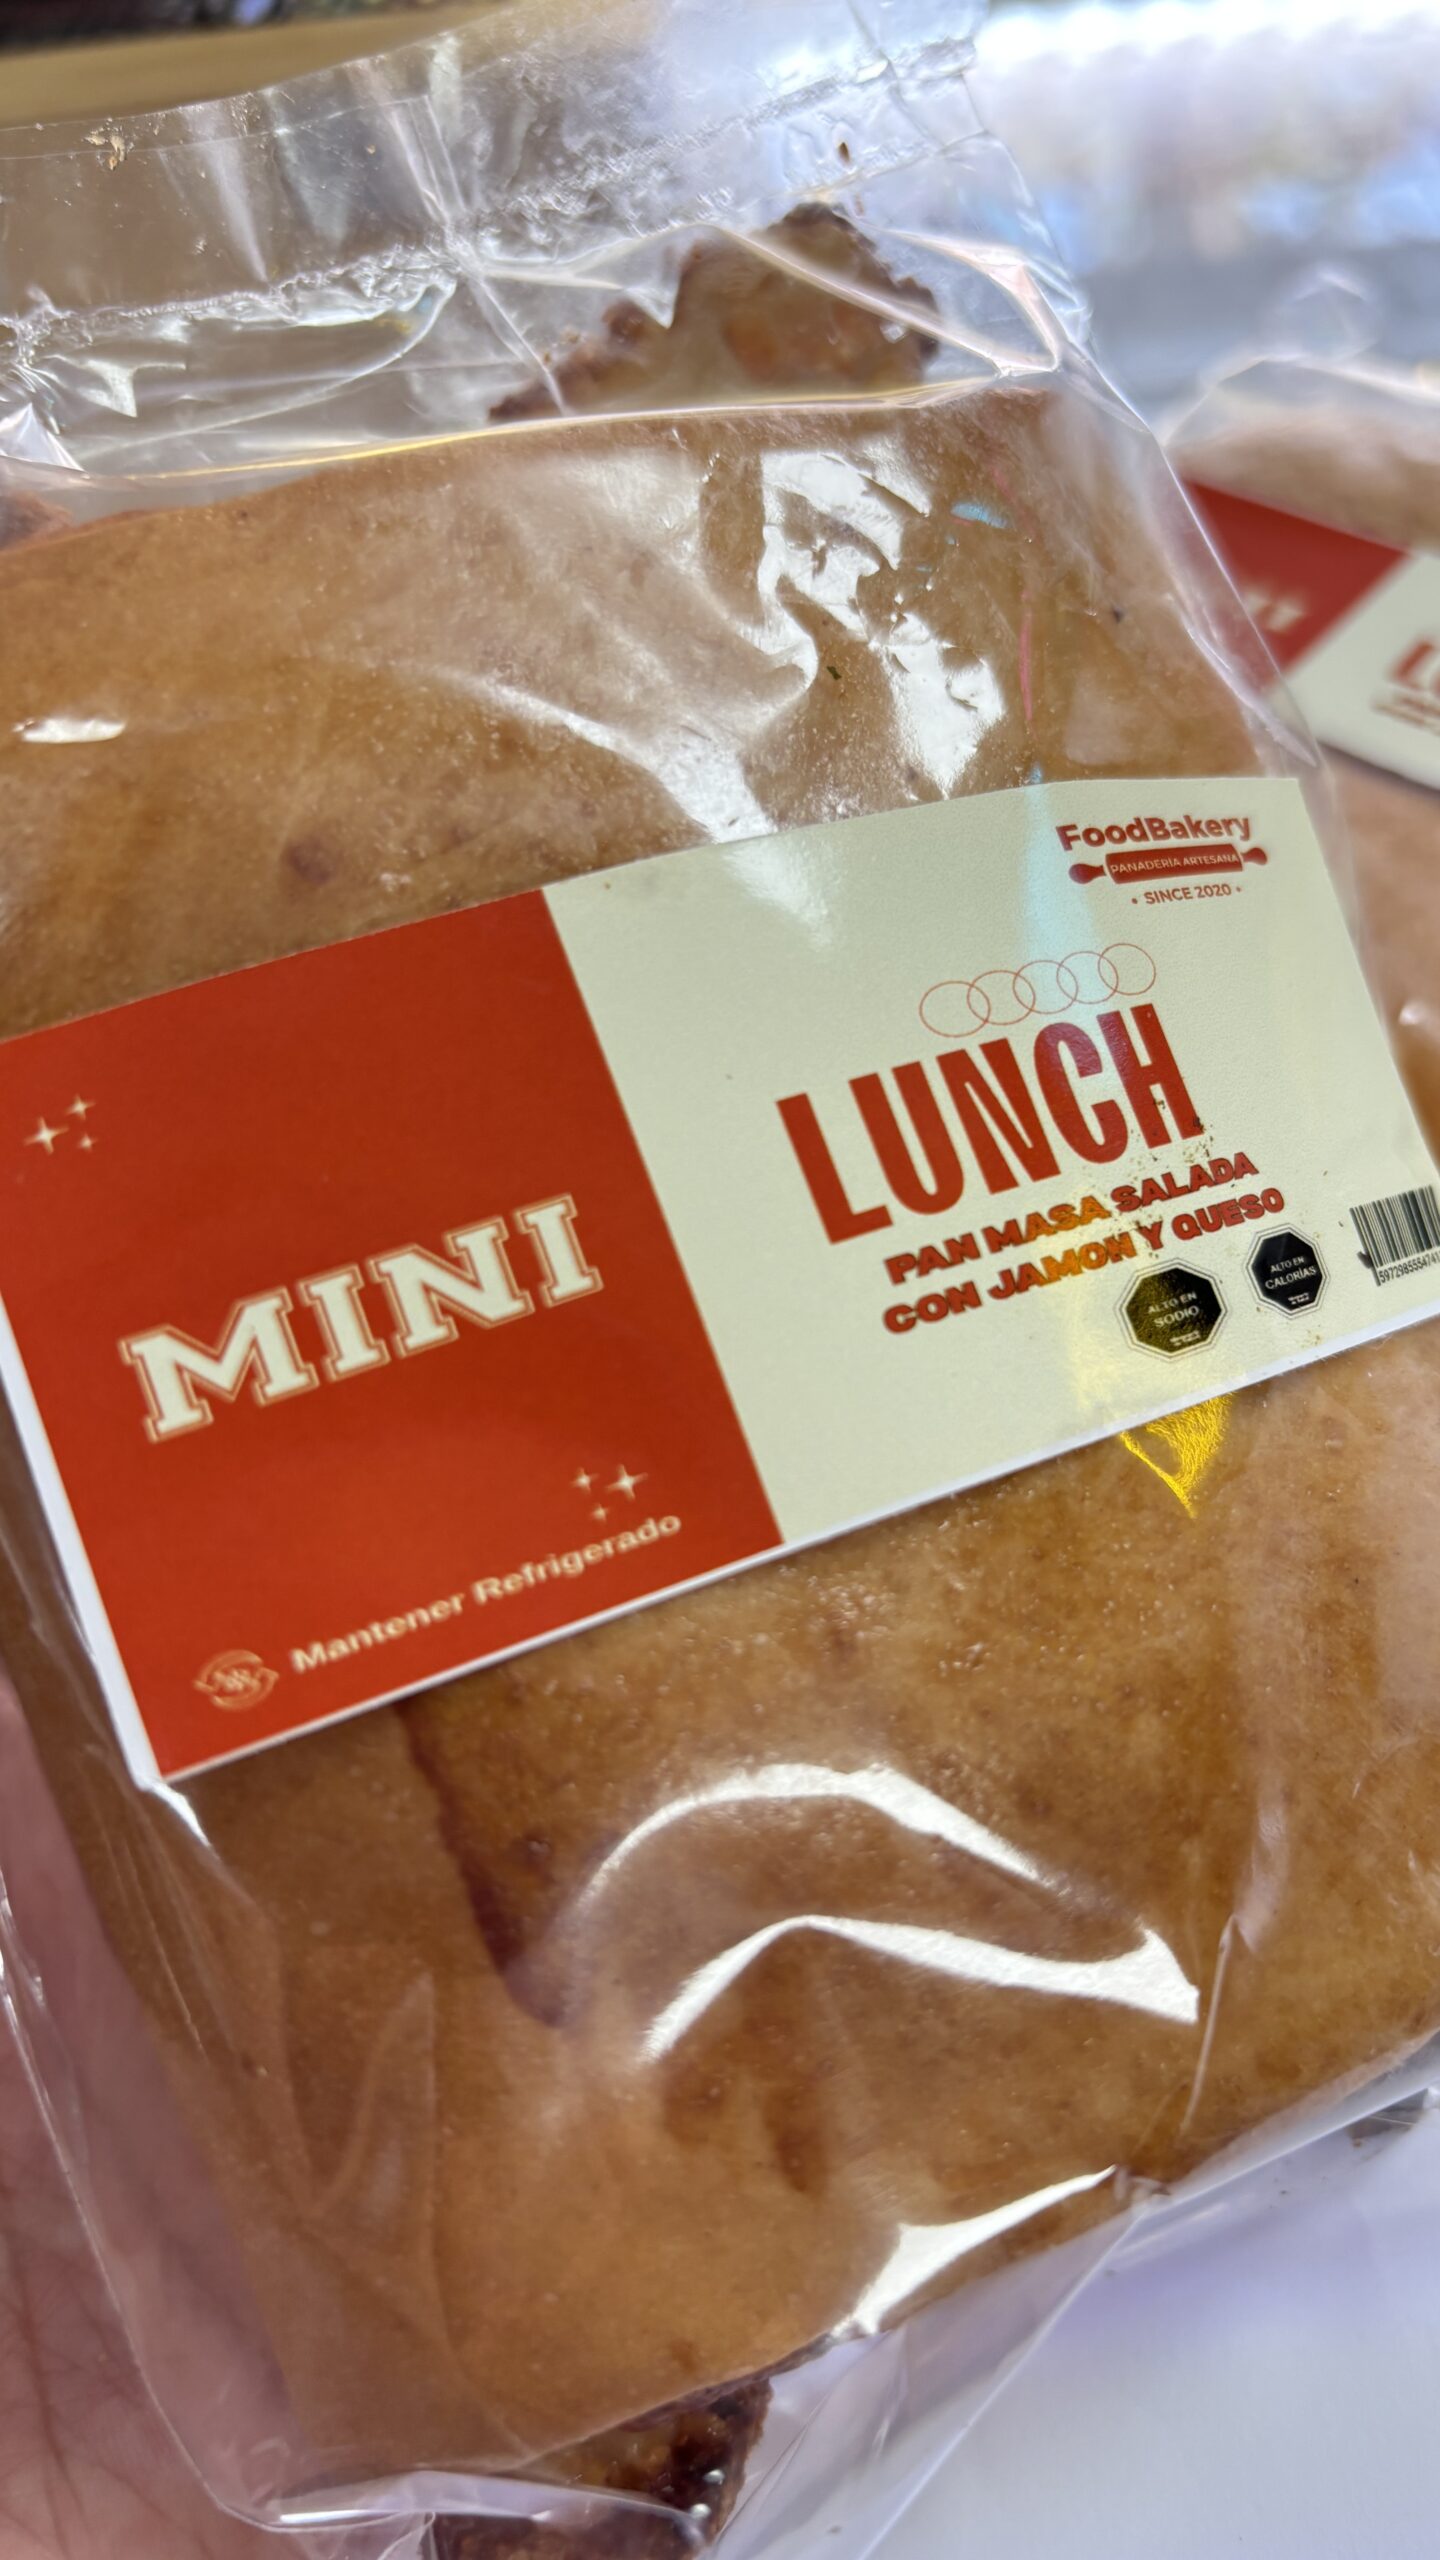 FoodBakery
PANADERÍA ARTESANA
• SINCE 2020 •
LUNCH
PAN MASA SALADA
CON JAMON Y QUESO
ALTO EN
SODIO
ALTO EN
CALORÍAS
MINI
Mantener Refrigerado